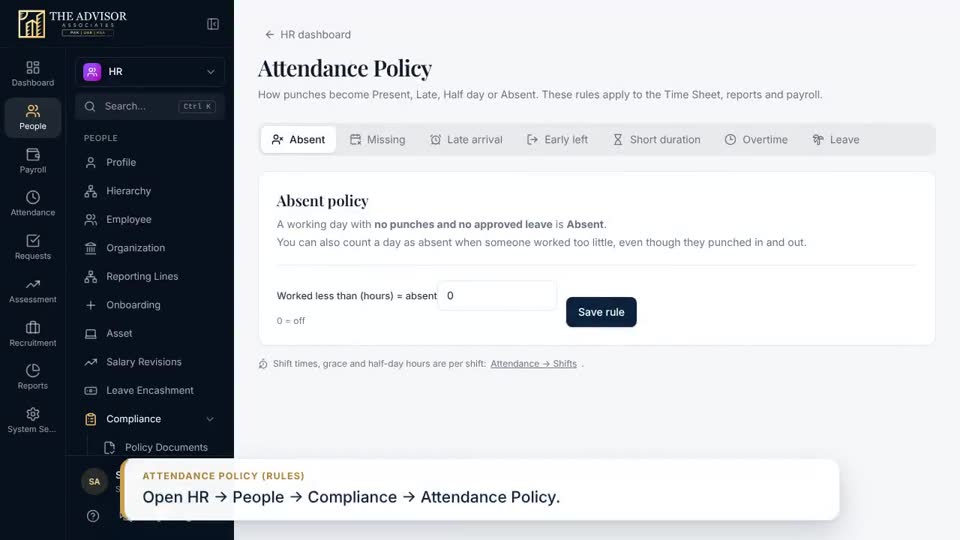 THE ADVISOR
ASSOCIATES
PAK | UAE | KSA
Dashboard
People
Payroll
Attendance
Requests
Assessment
Recruitment
Reports
System Se...
HR
Search...
Ctrl K
PEOPLE
Profile
Hierarchy
Employee
Organization
Reporting Lines
Onboarding
Asset
Salary Revisions
Leave Encashment
Compliance
Policy Documents
SA
← HR dashboard
Attendance Policy
How punches become Present, Late, Half day or Absent. These rules apply to the Time Sheet, reports and payroll.
Absent
Missing
Late arrival
Early left
Short duration
Overtime
Leave
Absent policy
A working day with no punches and no approved leave is Absent.
You can also count a day as absent when someone worked too little, even though they punched in and out.
Worked less than (hours) = absent
0
Save rule
0 = off
Shift times, grace and half-day hours are per shift: Attendance → Shifts .
ATTENDANCE POLICY (RULES)
Open HR → People → Compliance → Attendance Policy.